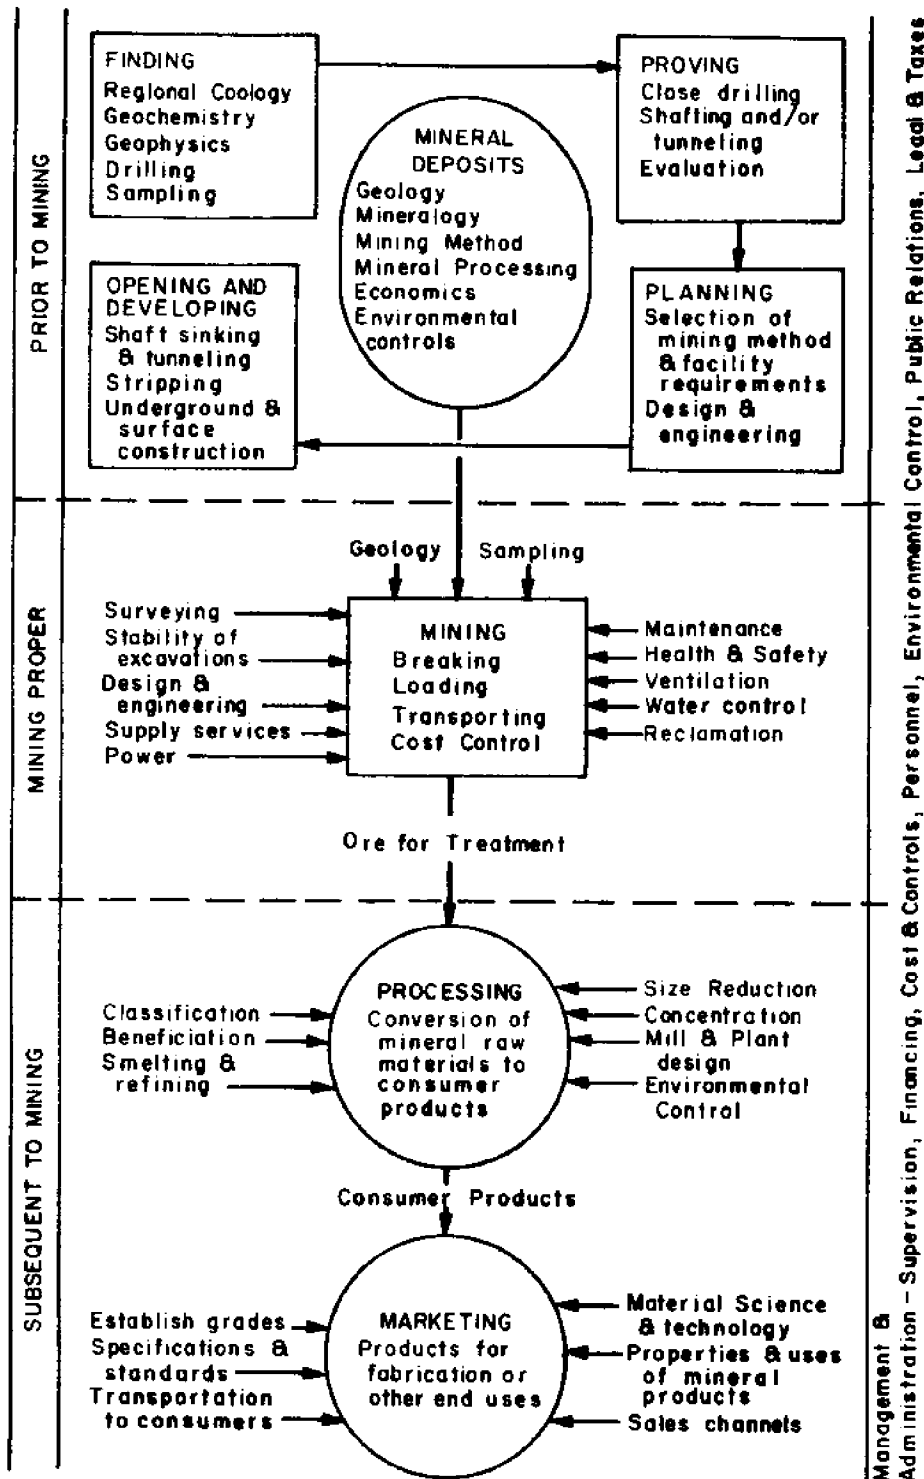 PRIOR TO MINING
FINDING
Regional Coology
Geochemistry
Geophysics
Drilling
Sampling
MINERAL
DEPOSITS
Geology
Mineralogy
Mining Method
Mineral Processing
Economics
Environmental
controls
PROVING
Close drilling
Shafting and/or
tunneling
Evaluation
OPENING AND
DEVELOPING
Shaft sinking
& tunneling
Stripping
Underground &
surface
construction
PLANNING
Selection of
mining method
& facility
requirements
Design &
engineering
MINING PROPER
Geology
Sampling
Surveying
Stability of
excavations
Design &
engineering
Supply services
Power
MINING
Breaking
Loading
Transporting
Cost Control
Maintenance
Health & Safety
Ventilation
Water control
Reclamation
Ore for Treatment
SUBSEQUENT TO MINING
Classification
Beneficiation
Smelting &
refining
PROCESSING
Conversion of
mineral raw
materials to
consumer
products
Size Reduction
Concentration
Mill & Plant
design
Environmental
Control
Consumer Products
Establish grades
Specifications &
standards
Transportation
to consumers
MARKETING
Products for
fabrication or
other end uses
Material Science
& technology
Properties & uses
of mineral
products
Sales channels
Management &
Administration – Supervision, Financing, Cost & Controls, Personnel, Environmental Control, Public Relations, Legal & Taxes